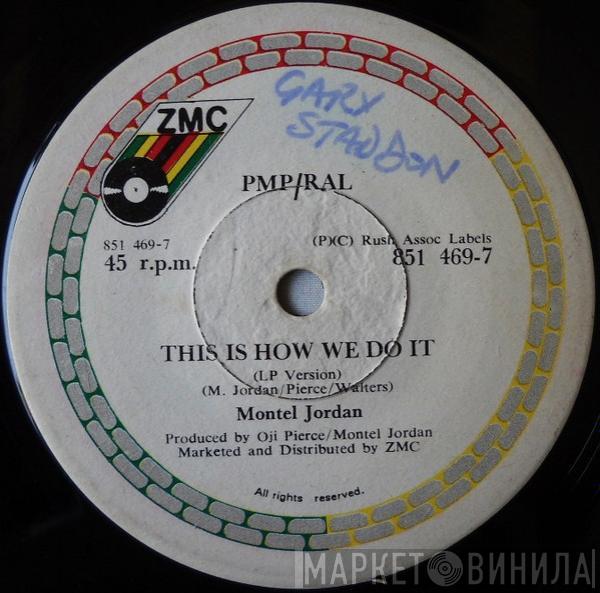 ZMC
GARY
STANDON
PMP/RAL
851 469-7
45 r.p.m.
(P)(C) Rush Assoc Labels
851 469-7
THIS IS HOW WE DO IT
(LP Version)
(M. Jordan/Pierce/Walters)
Montel Jordan
Produced by Oji Pierce/Montel Jordan
Marketed and Distributed by ZMC
All rights reserved.
МАРКЕТ ВИНИЛА